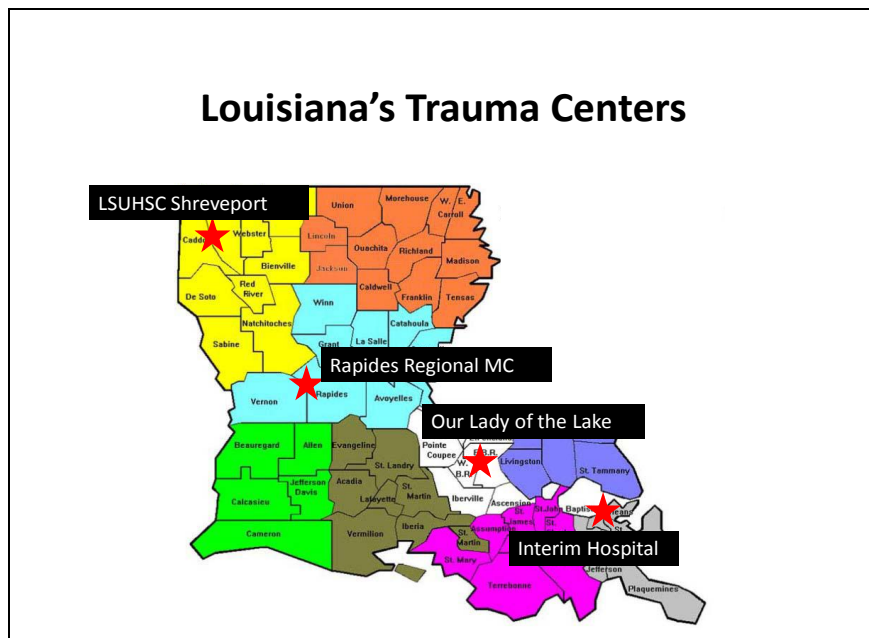 Louisiana's Trauma Centers
LSUHSC Shreveport
Union
Morehouse
W.
E.
Carroll
Webster
Lincoln
Ouachita
Richland
Madison
Bienville
Jackson
De Soto
Red
River
Caldwell
Franklin
Tensas
Winn
Natchitoches
Catahoula
Sabine
Grant
La Salle
Rapides Regional MC
Vernon
Rapides
Avoyelles
Our Lady of the Lake
Beauregard
Allen
Evangeline
Pointe
Coupee
W.
B.R.
E.B.R.
Livingston
St. Tammany
St. Landry
Jefferson
Davis
Acadia
St.
Martin
Iberville
Ascension
Calcasieu
Lafayette
St.
James
St.John Baptist
Cameron
Vermilion
Iberia
Assumption
St.
St.
St.
Martin
Interim Hospital
St. Mary
Jefferson
Terrebonne
Plaquemines